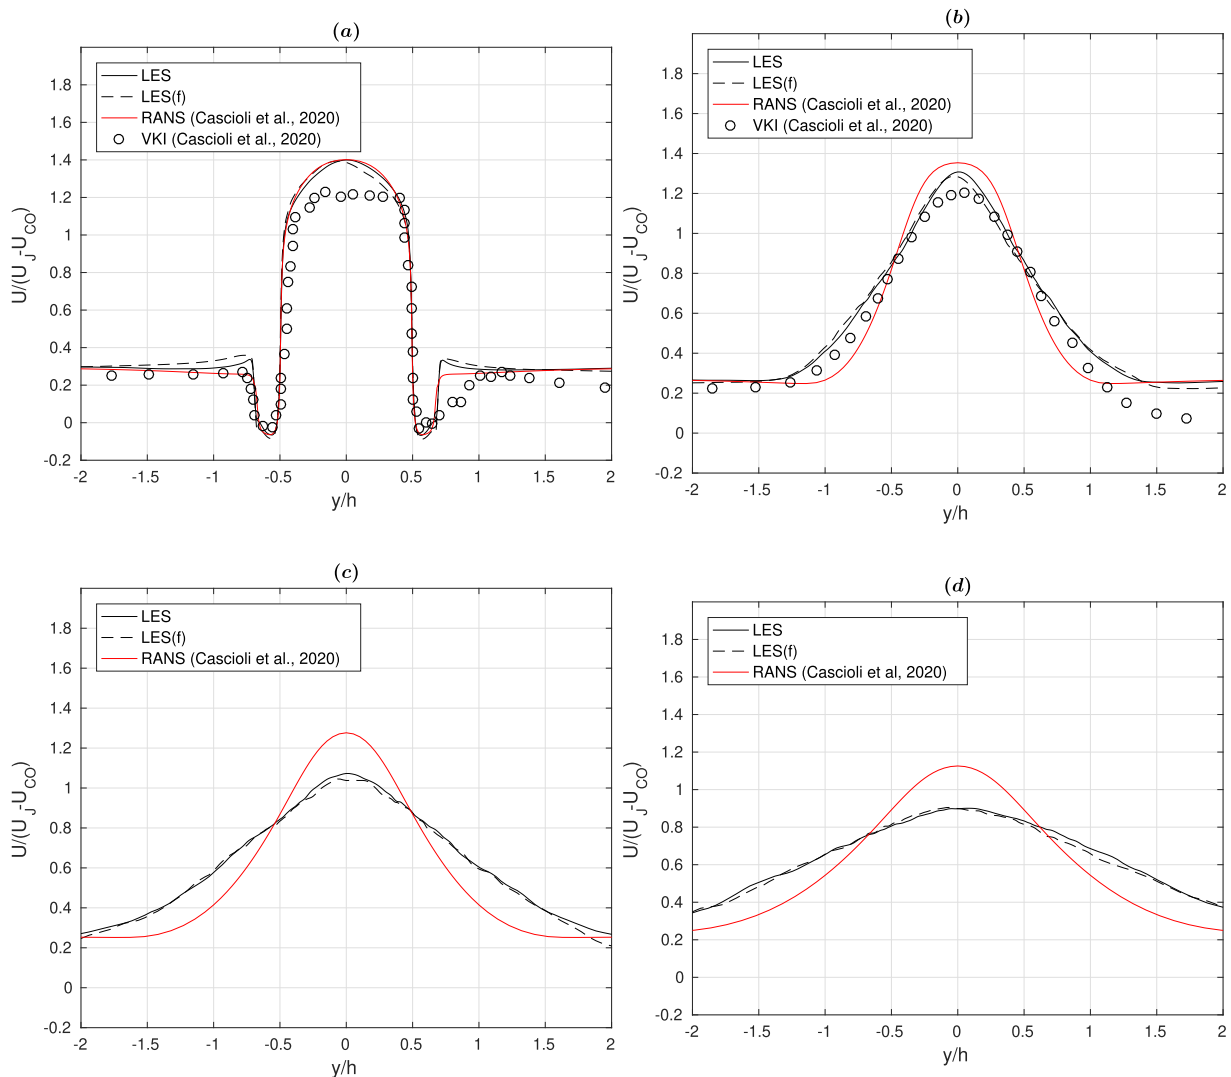 (a)
LES
LES(f)
RANS (Cascioli et al., 2020)
VKI (Cascioli et al., 2020)
1.8
1.6
1.4
1.2
1
0.8
0.6
0.4
0.2
0
-0.2
U/(U_J-U_CO)
-2 -1.5 -1 -0.5 0 0.5 1 1.5 2
y/h
(b)
LES
LES(f)
RANS (Cascioli et al., 2020)
VKI (Cascioli et al., 2020)
1.8
1.6
1.4
1.2
1
0.8
0.6
0.4
0.2
0
-0.2
U/(U_J-U_CO)
-2 -1.5 -1 -0.5 0 0.5 1 1.5 2
y/h
(c)
LES
LES(f)
RANS (Cascioli et al., 2020)
1.8
1.6
1.4
1.2
1
0.8
0.6
0.4
0.2
0
-0.2
U/(U_J-U_CO)
-2 -1.5 -1 -0.5 0 0.5 1 1.5 2
y/h
(d)
LES
LES(f)
RANS (Cascioli et al, 2020)
1.8
1.6
1.4
1.2
1
0.8
0.6
0.4
0.2
0
-0.2
U/(U_J-U_CO)
-2 -1.5 -1 -0.5 0 0.5 1 1.5 2
y/h